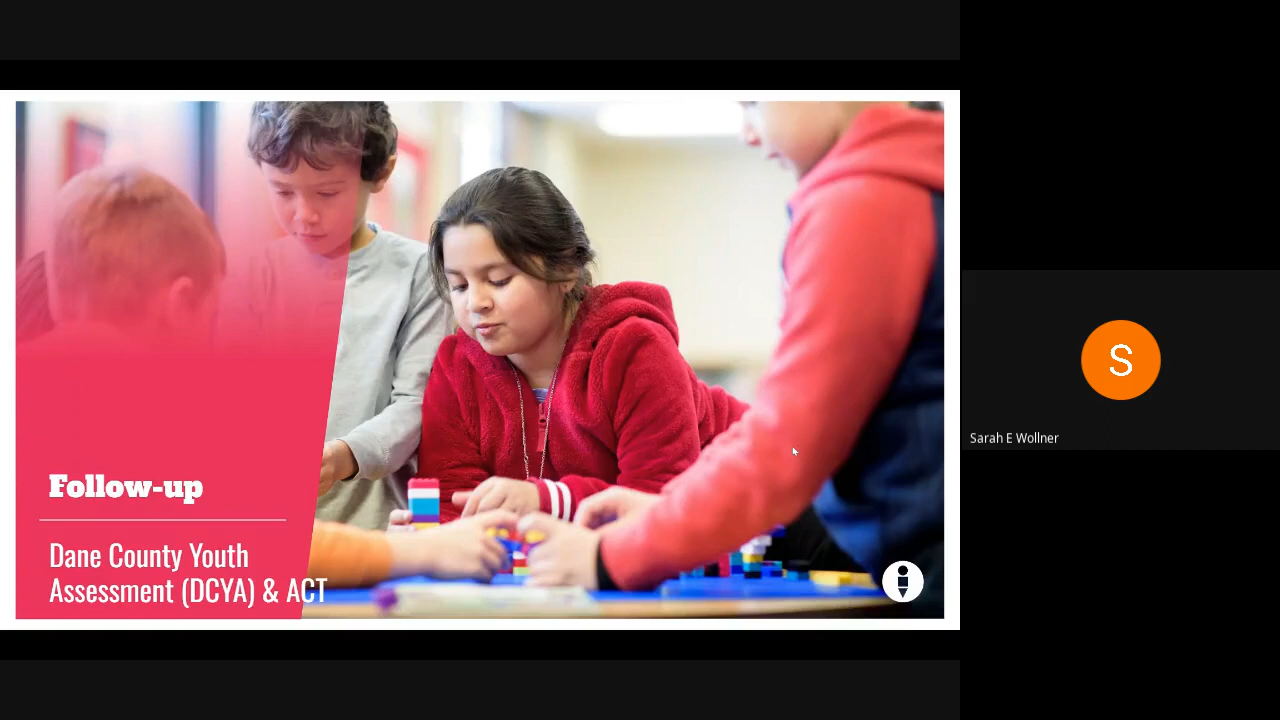 Follow-up
Dane County Youth
Assessment (DCYA) & ACT
S
Sarah E Wollner